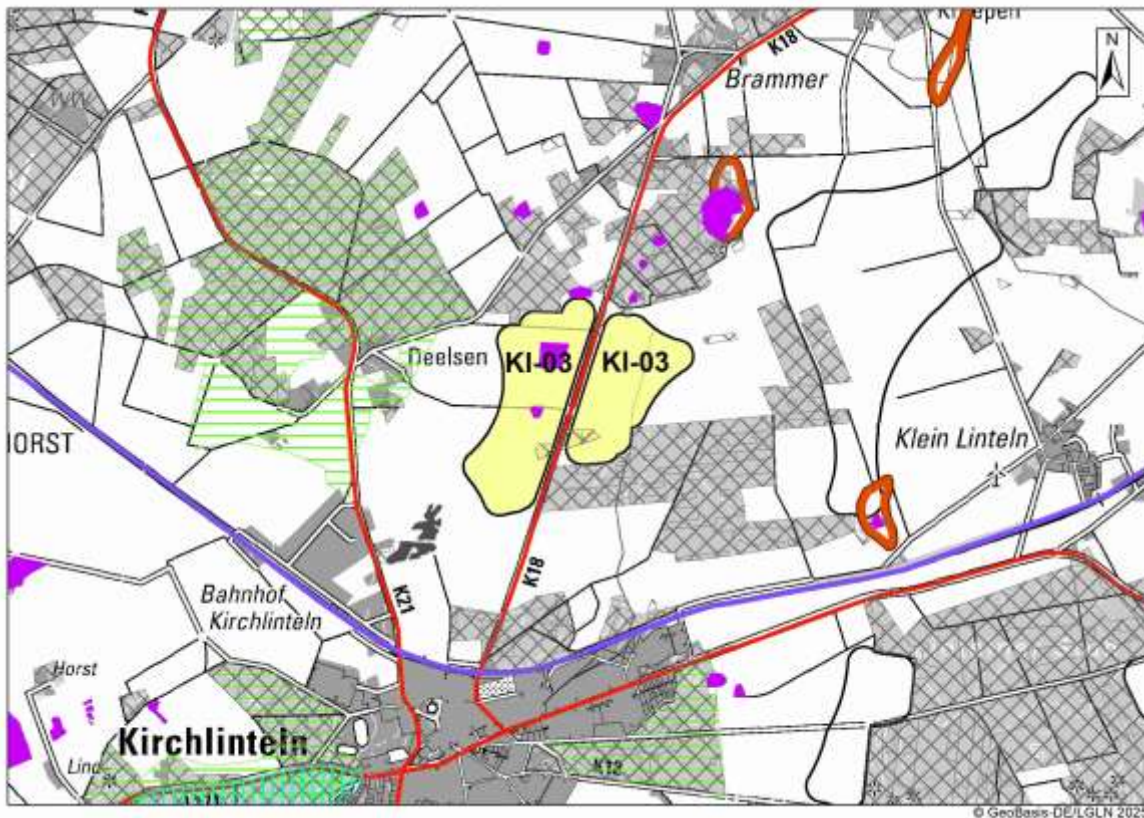 K18
Brammer
N
WW
Deelsen
KI-03
KI-03
Klein Linteln
K18
K21
Bahnhof
Kirchlinteln
Horst
Kirchlinteln
K12
© GeoBasis-DE/LGLN 2025